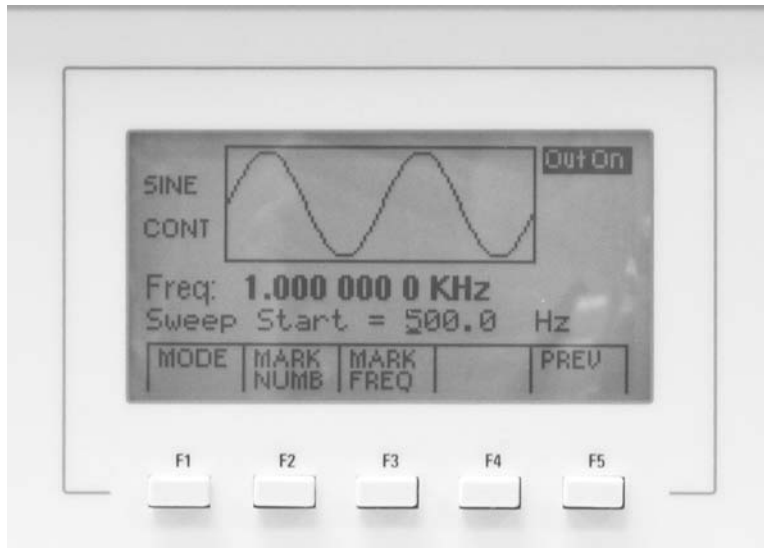 Out On
SINE
CONT
Freq: 1.000 000 0 KHz
Sweep Start = 500.0 Hz
MODE MARK NUMB MARK FREQ PREV
F1 F2 F3 F4 F5